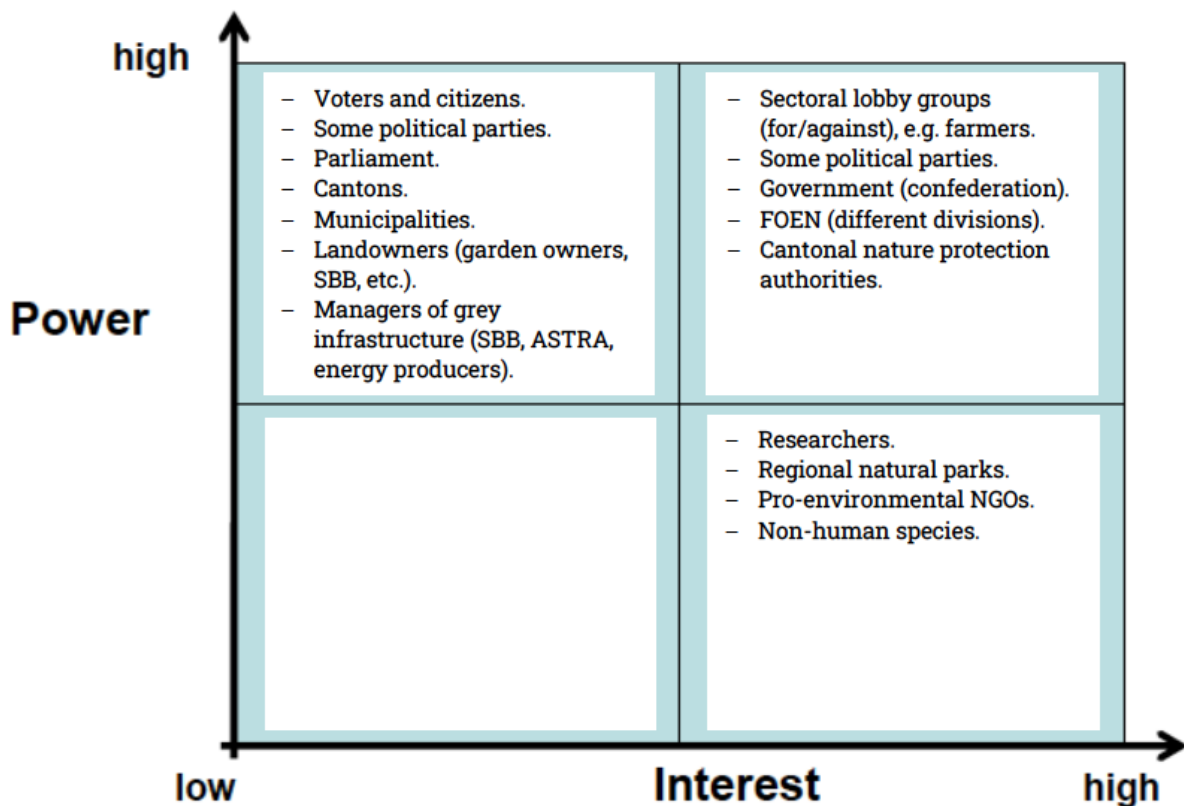 high
– Voters and citizens.
– Some political parties.
– Parliament.
– Cantons.
– Municipalities.
– Landowners (garden owners,
SBB, etc.).
– Managers of grey
infrastructure (SBB, ASTRA,
energy producers).
– Sectoral lobby groups
(for/against), e.g. farmers.
– Some political parties.
– Government (confederation).
– FOEN (different divisions).
– Cantonal nature protection
authorities.
Power
– Researchers.
– Regional natural parks.
– Pro-environmental NGOs.
– Non-human species.
low
Interest
high